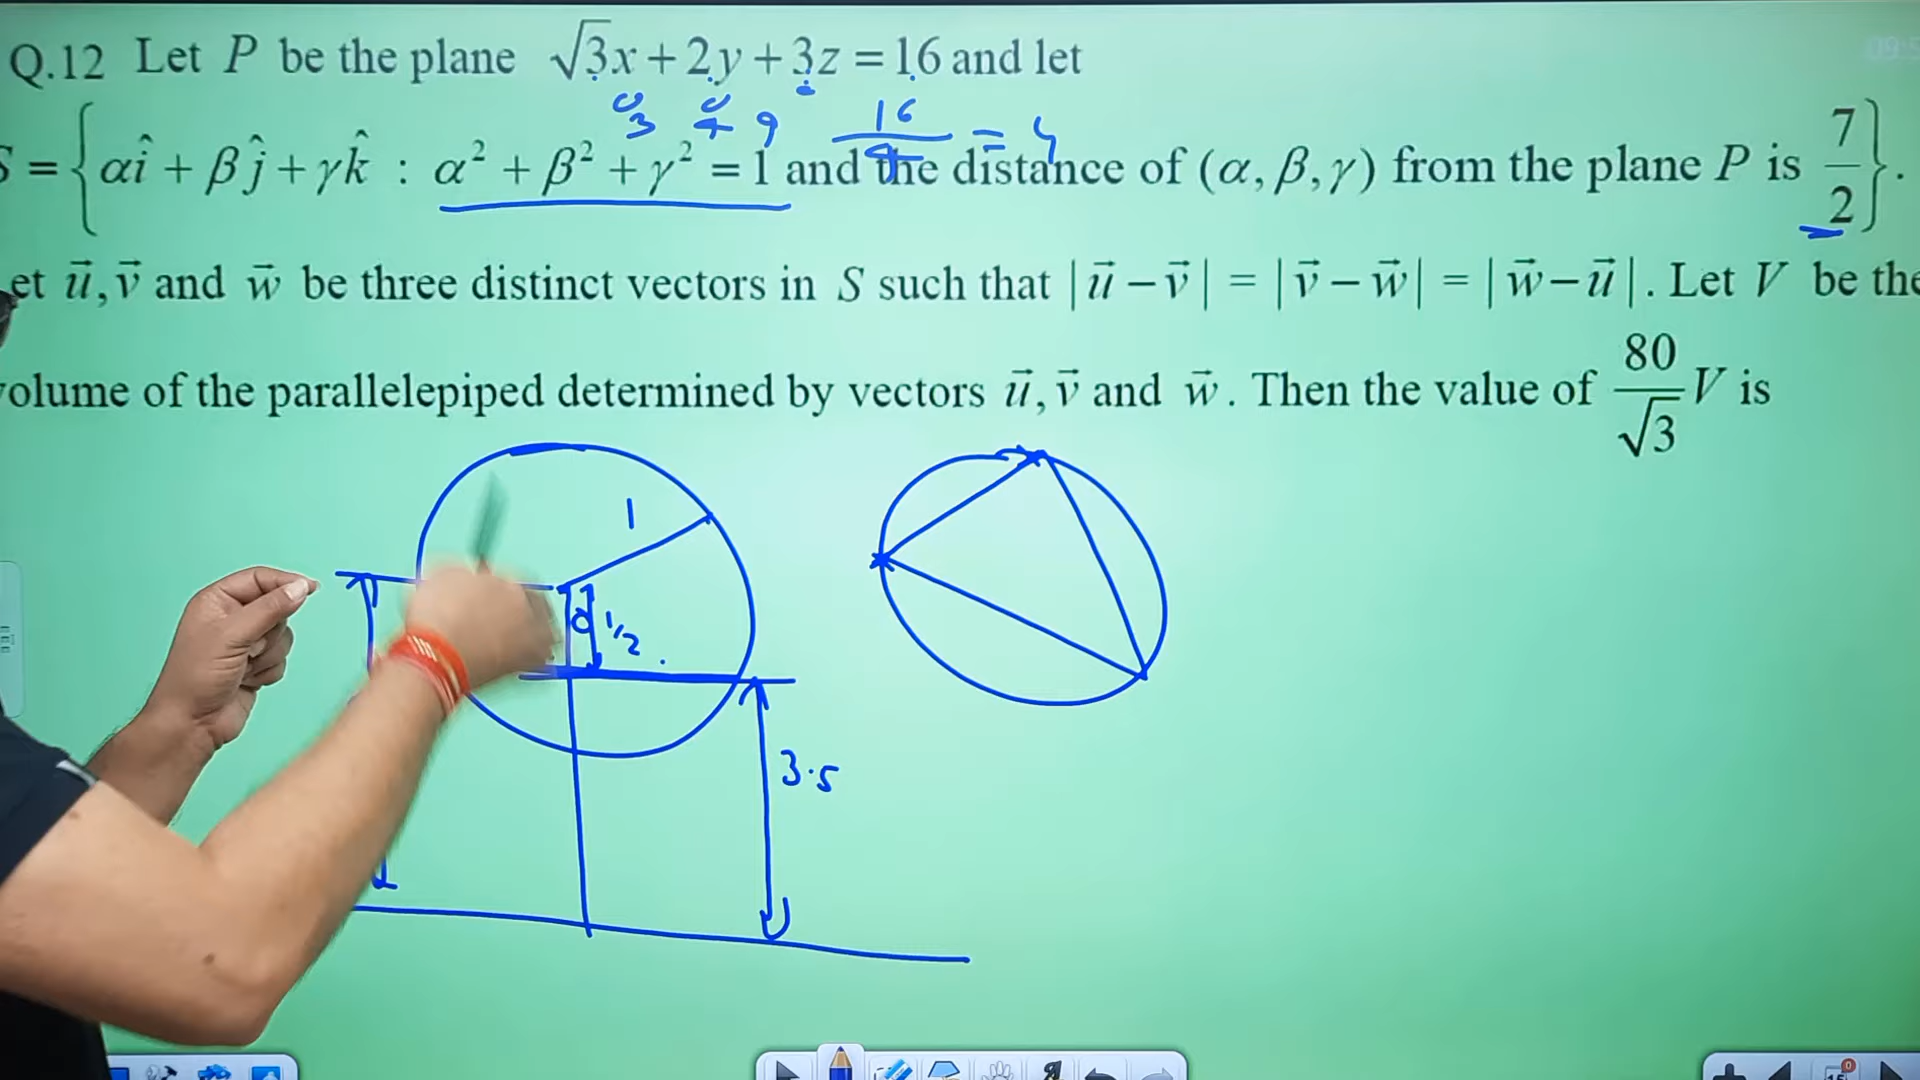 Q.12 Let P be the plane √3x + 2y + 3z = 16 and let
3 4 9 16/4 = 4
S = {αî + βĵ + γk̂ : α² + β² + γ² = 1 and the distance of (α, β, γ) from the plane P is 7/2}.
et u⃗, v⃗ and w⃗ be three distinct vectors in S such that |u⃗ – v⃗| = |v⃗ – w⃗| = |w⃗ – u⃗|. Let V be the
volume of the parallelepiped determined by vectors u⃗, v⃗ and w⃗. Then the value of 80/√3 V is
1
1/2
3.5